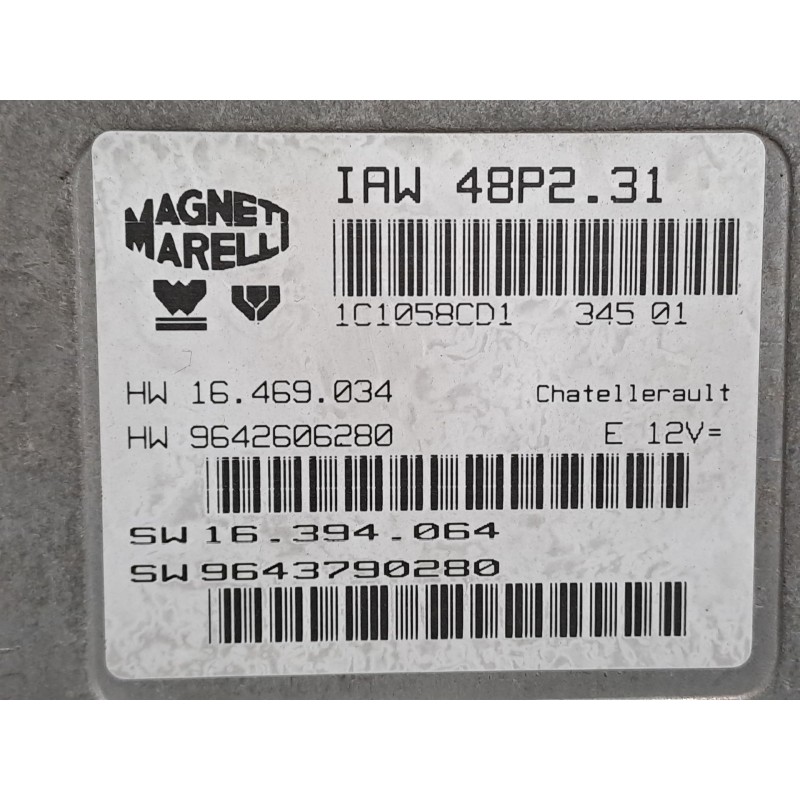 MAGNETI
MARELLI
IAW 48P2.31
1C1058CD1 345 01
HW 16.469.034
Chatellerault
HW 9642606280
E 12V=
SW 16.394.064
SW 9643790280